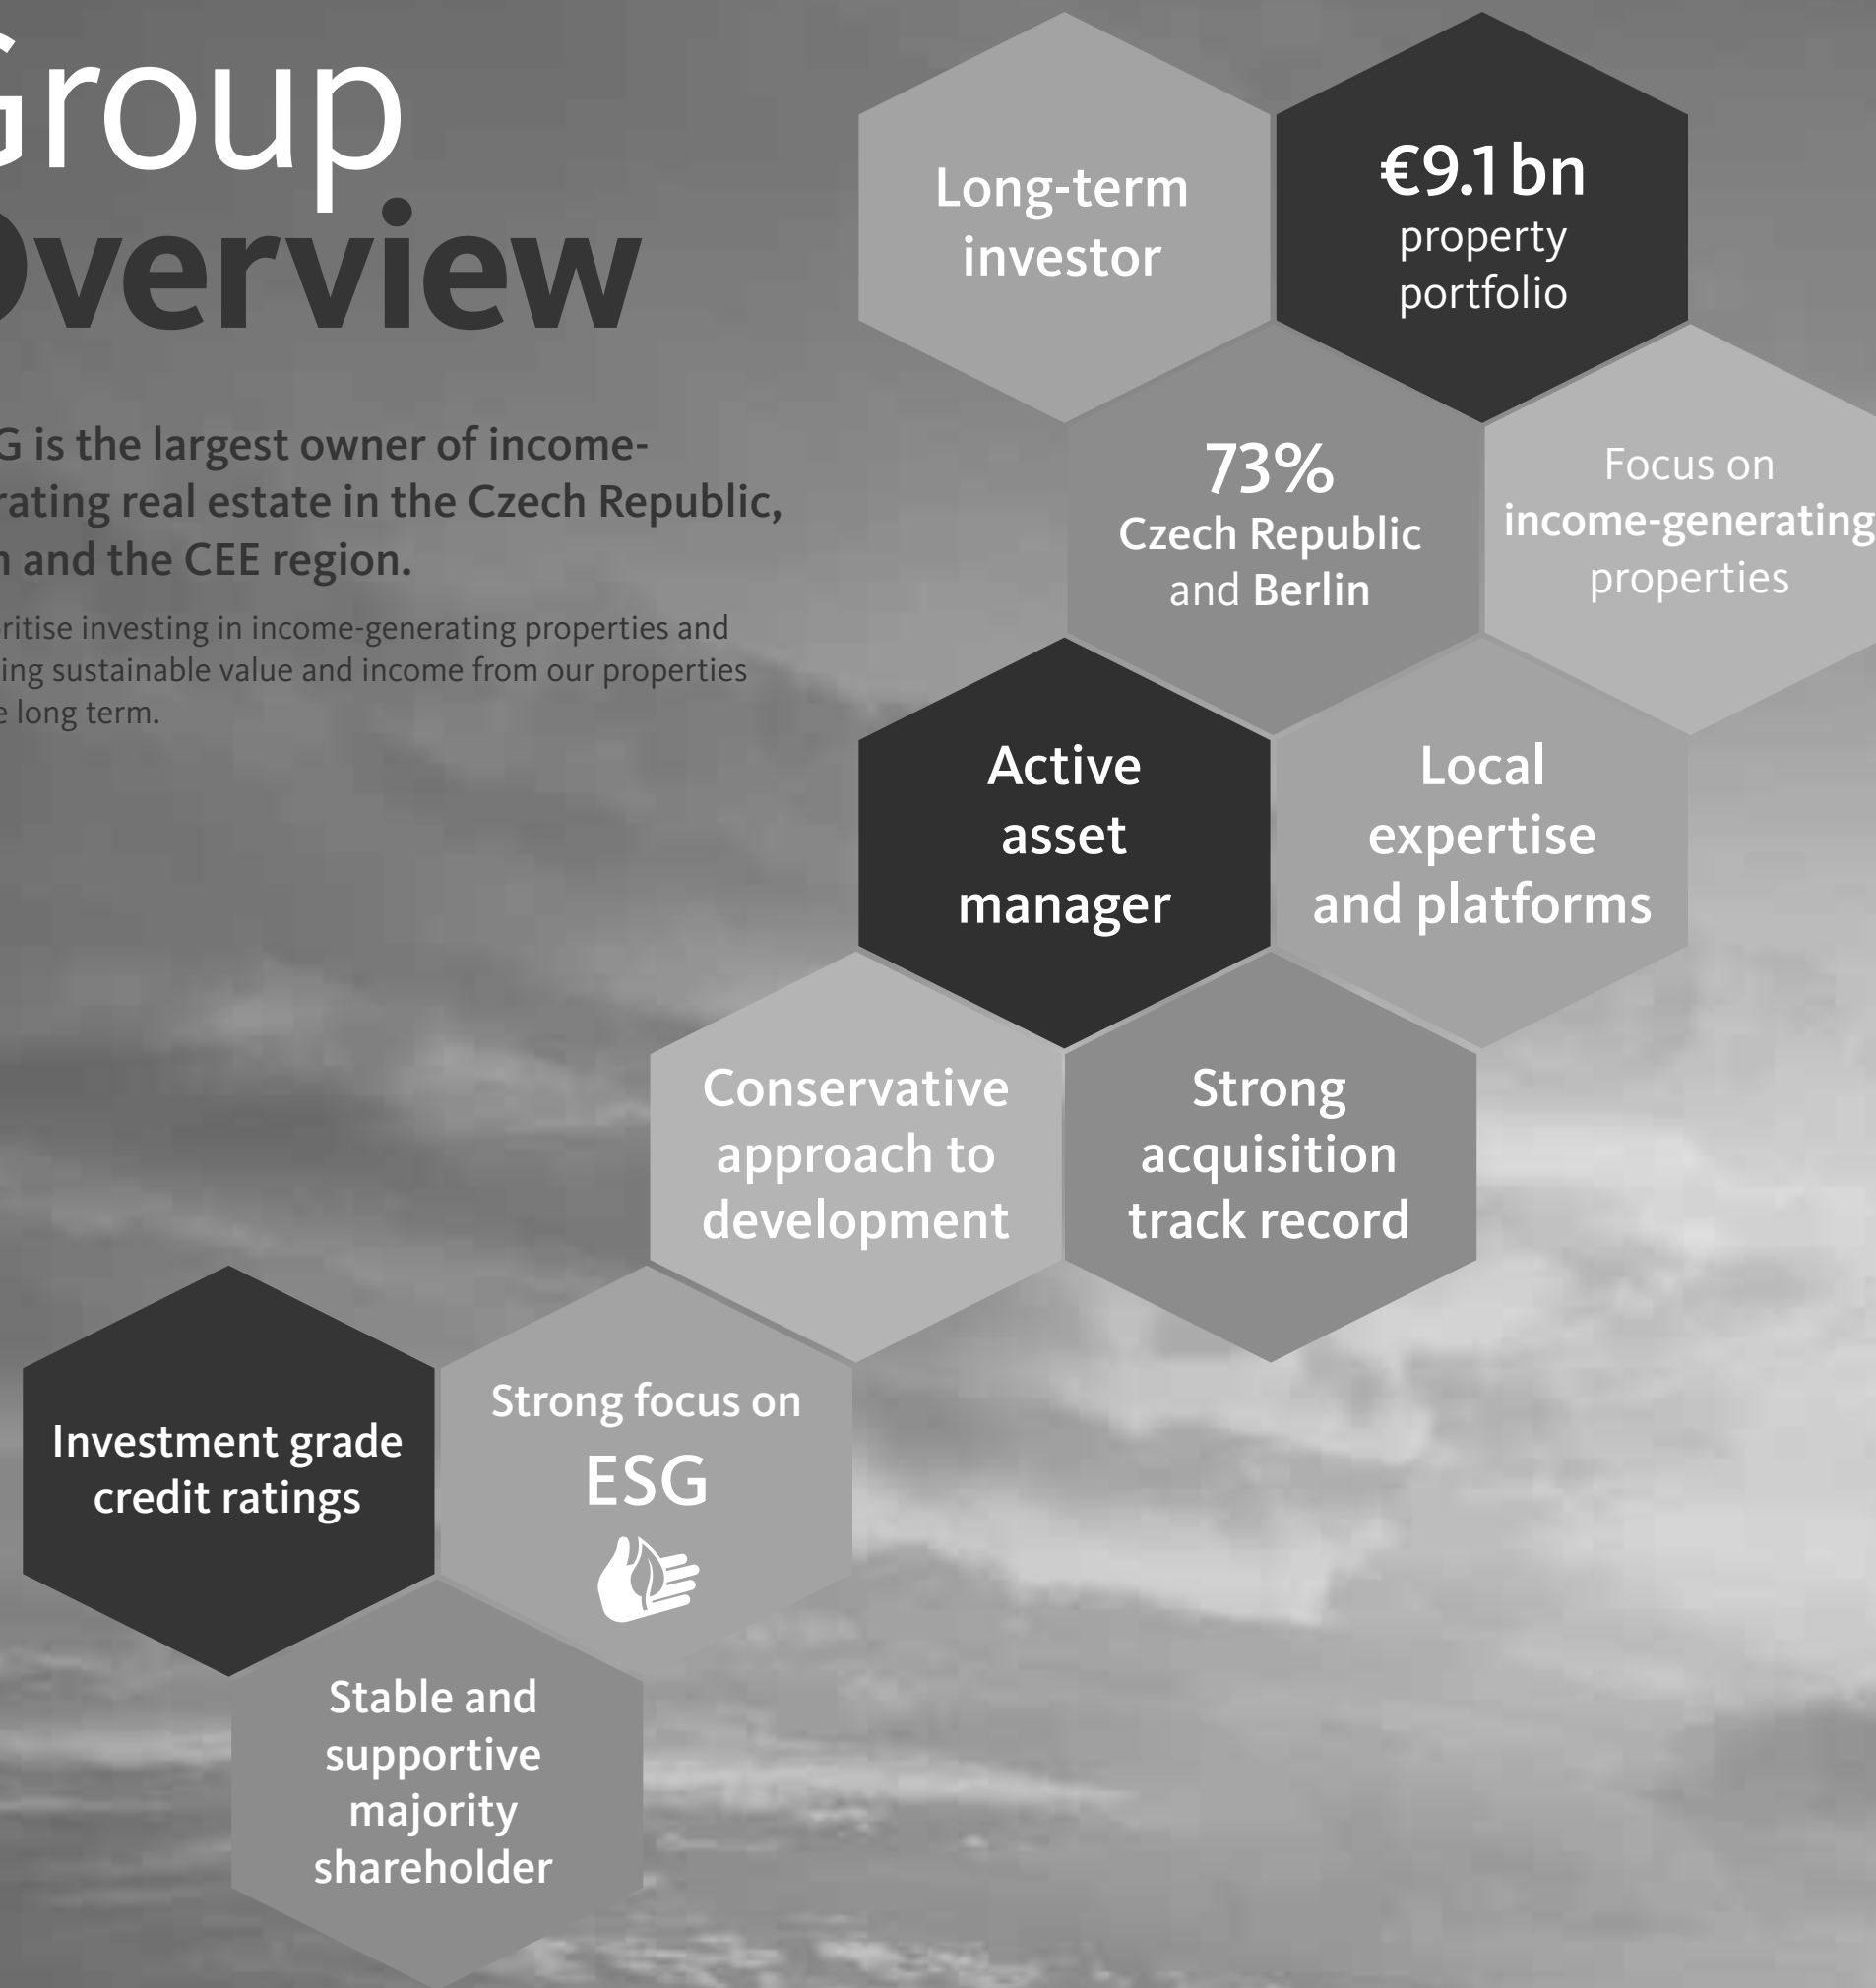 Group
Overview
G is the largest owner of income-
rating real estate in the Czech Republic,
and the CEE region.
ritise investing in income-generating properties and
ing sustainable value and income from our properties
long term.
Long-term
investor
€9.1 bn
property
portfolio
73%
Czech Republic
and Berlin
Focus on
income-generating
properties
Active
asset
manager
Local
expertise
and platforms
Conservative
approach to
development
Strong
acquisition
track record
Investment grade
credit ratings
Strong focus on
ESG
Stable and
supportive
majority
shareholder